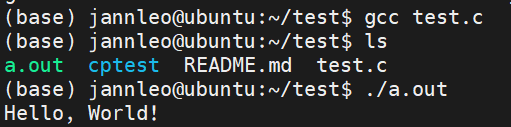 (base) jannleo@ubuntu:~/test$ gcc test.c
(base) jannleo@ubuntu:~/test$ ls
a.out  cptest  README.md  test.c
(base) jannleo@ubuntu:~/test$ ./a.out
Hello, World!